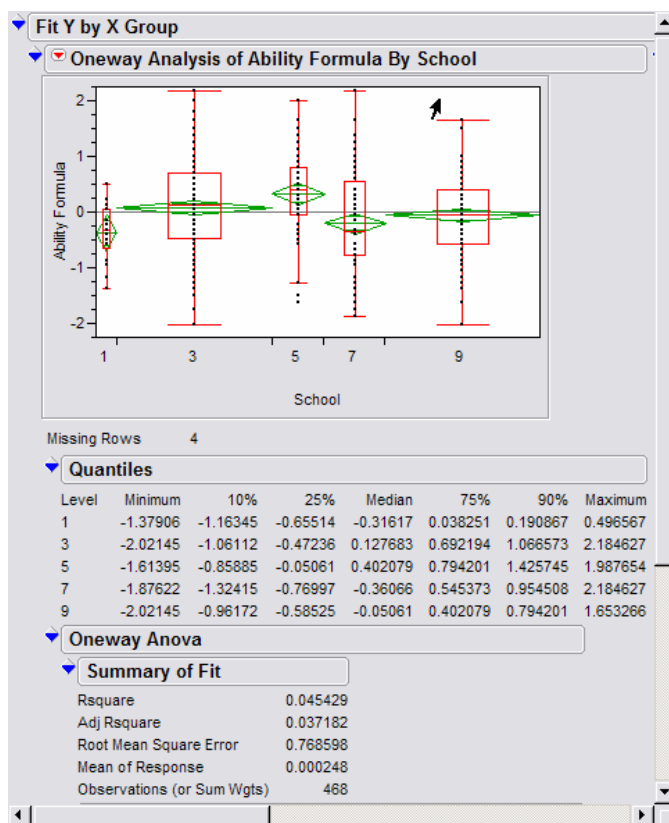 Fit Y by X Group
Oneway Analysis of Ability Formula By School
Ability Formula
2
1
0
-1
-2
1 3 5 7 9
School
Missing Rows 4
Quantiles
Level Minimum 10% 25% Median 75% 90% Maximum
1 -1.37906 -1.16345 -0.65514 -0.31617 0.038251 0.190867 0.496567
3 -2.02145 -1.06112 -0.47236 0.127683 0.692194 1.066573 2.184627
5 -1.61395 -0.85885 -0.05061 0.402079 0.794201 1.425745 1.987654
7 -1.87622 -1.32415 -0.76997 -0.36066 0.545373 0.954508 2.184627
9 -2.02145 -0.96172 -0.58525 -0.05061 0.402079 0.794201 1.653266
Oneway Anova
Summary of Fit
Rsquare 0.045429
Adj Rsquare 0.037182
Root Mean Square Error 0.768598
Mean of Response 0.000248
Observations (or Sum Wgts) 468